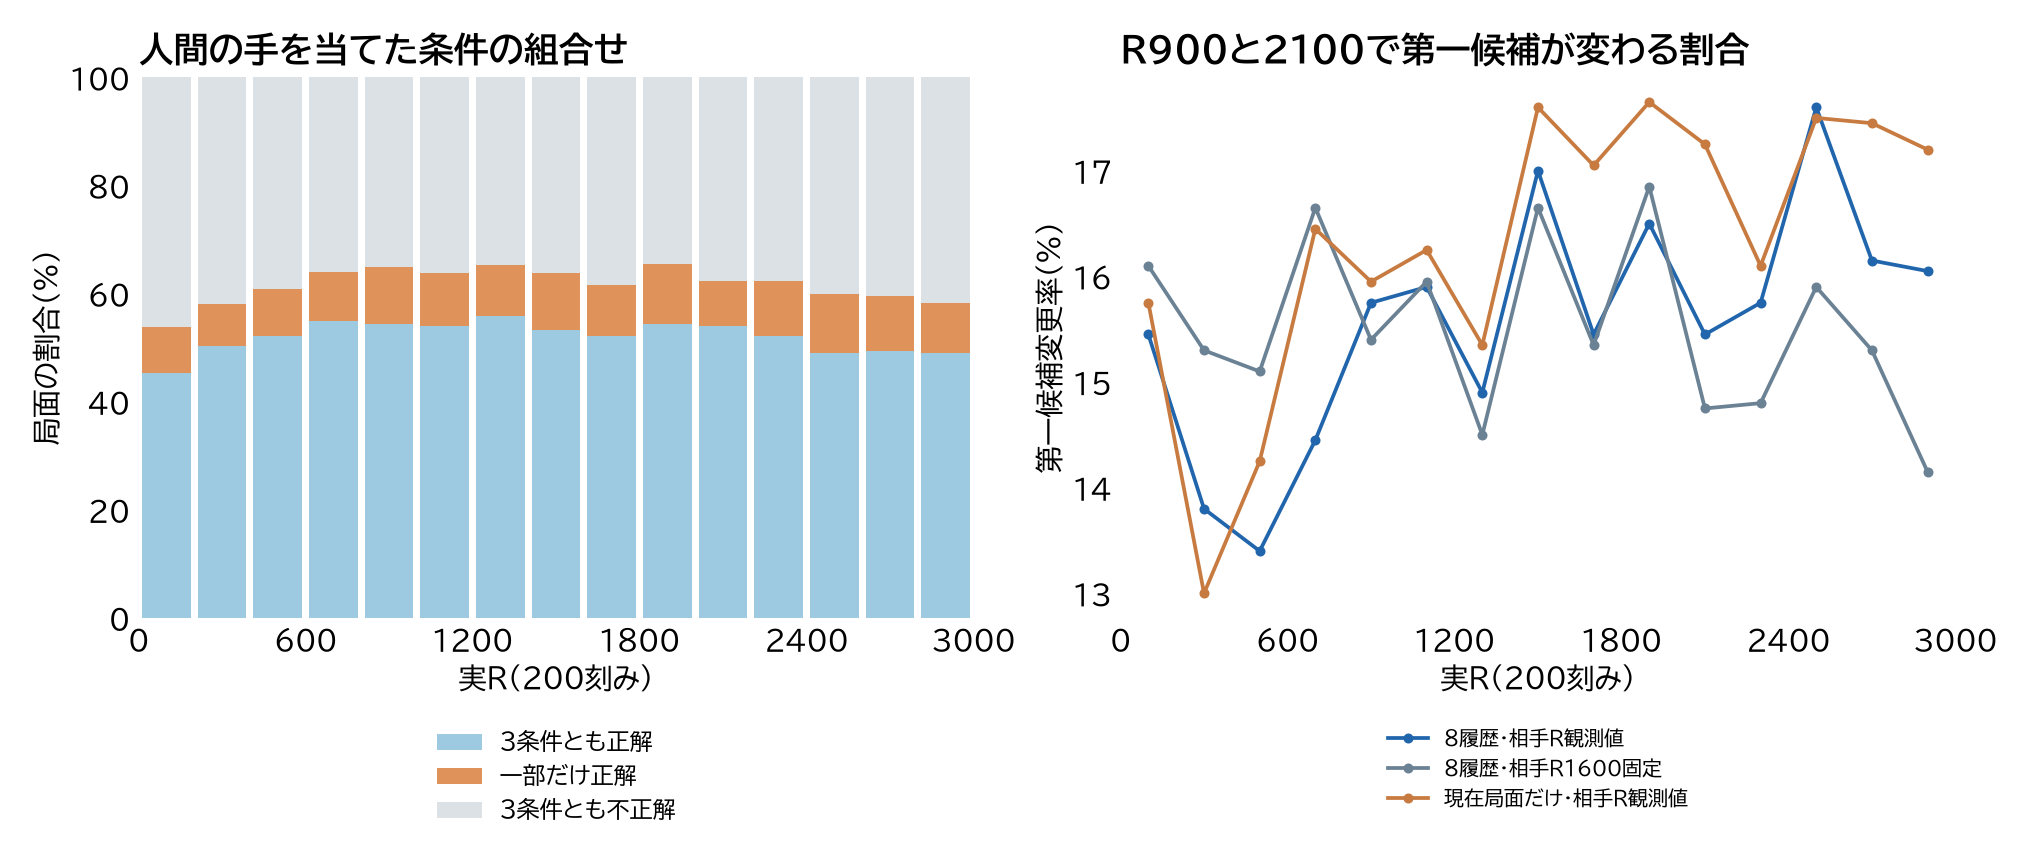 人間の手を当てた条件の組合せ
局面の割合(%)
100
80
60
40
20
0
0 600 1200 1800 2400 3000
実R(200刻み)
3条件とも正解
一部だけ正解
3条件とも不正解
R900と2100で第一候補が変わる割合
第一候補変更率(%)
17
16
15
14
13
0 600 1200 1800 2400 3000
実R(200刻み)
8履歴・相手R観測値
8履歴・相手R1600固定
現在局面だけ・相手R観測値